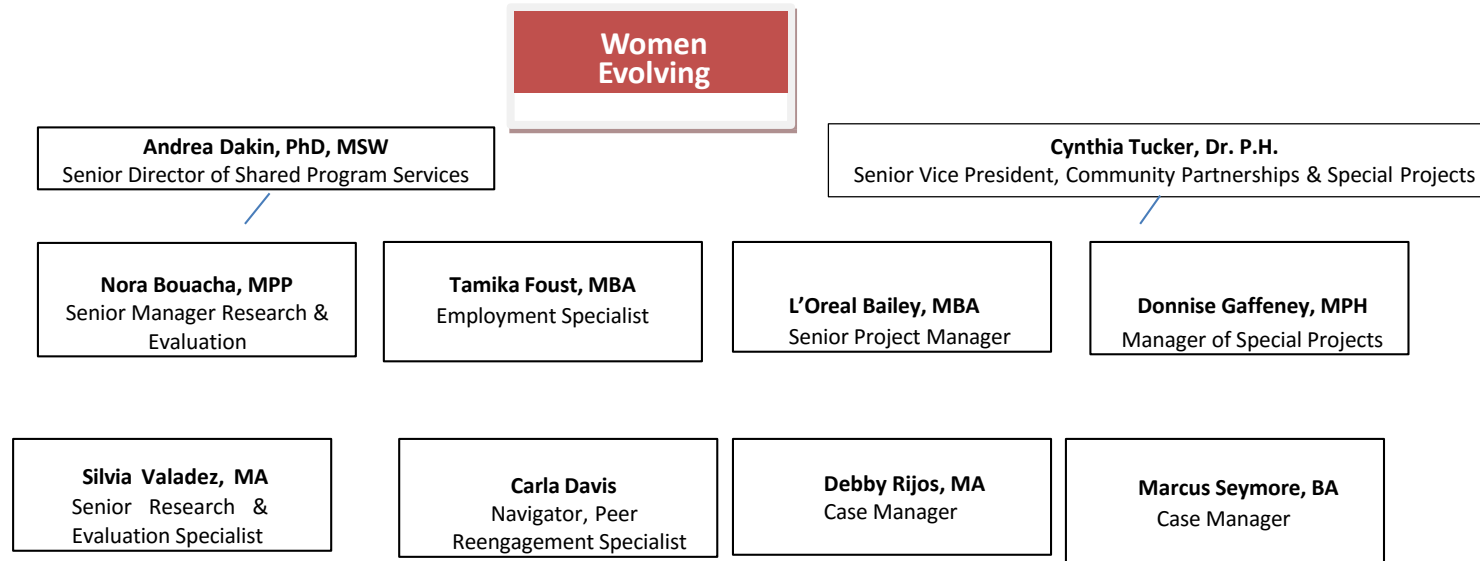 Women
Evolving
Andrea Dakin, PhD, MSW
Senior Director of Shared Program Services
Cynthia Tucker, Dr. P.H.
Senior Vice President, Community Partnerships & Special Projects
Nora Bouacha, MPP
Senior Manager Research &
Evaluation
Tamika Foust, MBA
Employment Specialist
L’Oreal Bailey, MBA
Senior Project Manager
Donnise Gaffeney, MPH
Manager of Special Projects
Silvia Valadez, MA
Senior Research &
Evaluation Specialist
Carla Davis
Navigator, Peer
Reengagement Specialist
Debby Rijos, MA
Case Manager
Marcus Seymore, BA
Case Manager